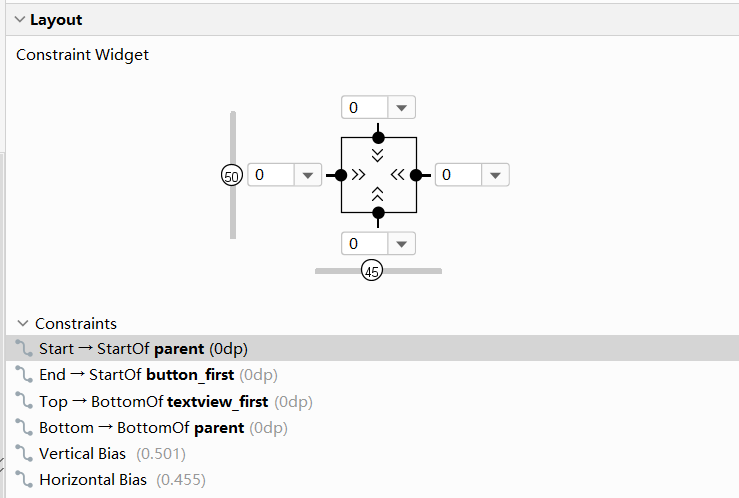 Layout
Constraint Widget
0
50 0 0
0
45
Constraints
Start → StartOf parent (0dp)
End → StartOf button_first (0dp)
Top → BottomOf textview_first (0dp)
Bottom → BottomOf parent (0dp)
Vertical Bias (0.501)
Horizontal Bias (0.455)